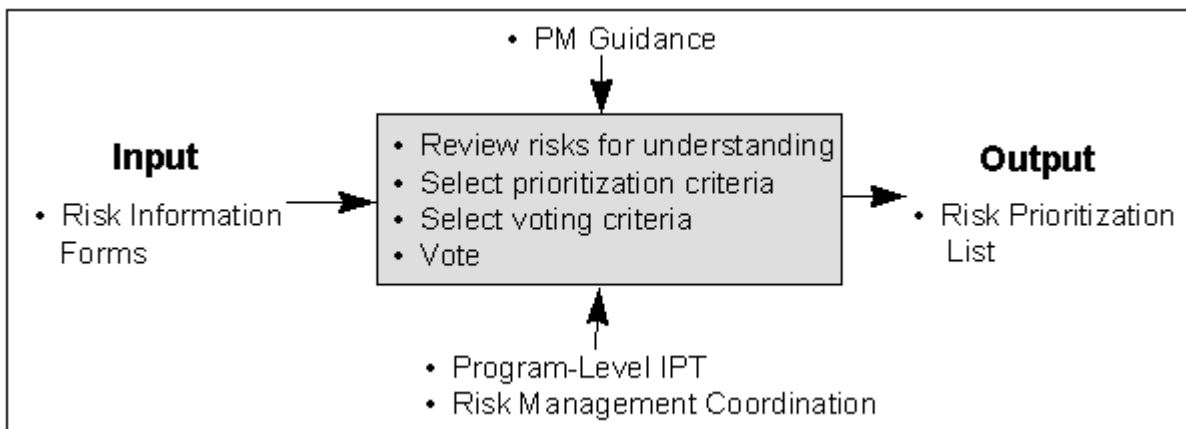 • PM Guidance
Input
• Risk Information
Forms
• Review risks for understanding
• Select prioritization criteria
• Select voting criteria
• Vote
Output
• Risk Prioritization
List
• Program-Level IPT
• Risk Management Coordination